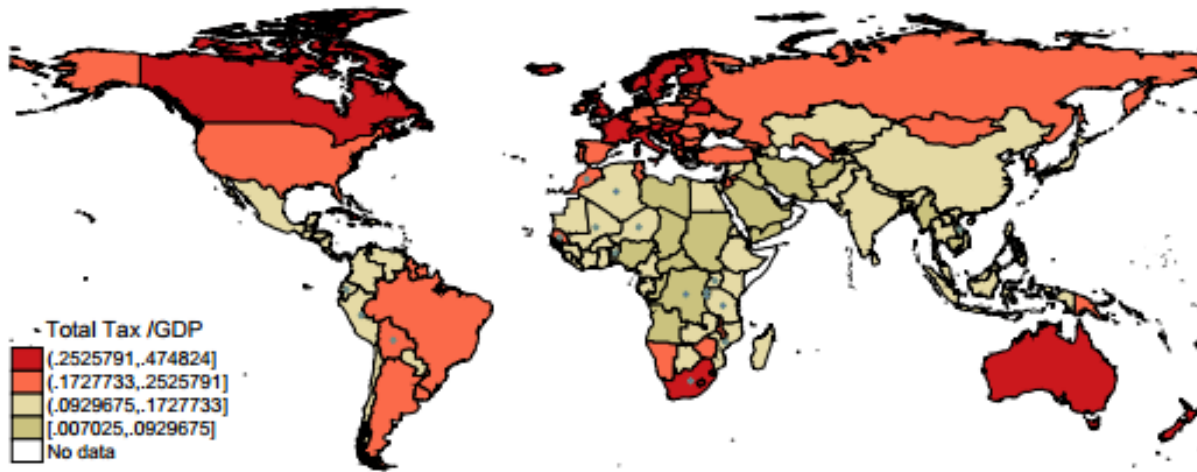 Total Tax /GDP
(.2525791,.474824]
(.1727733,.2525791]
(.0929675,.1727733]
[.007025,.0929675]
No data